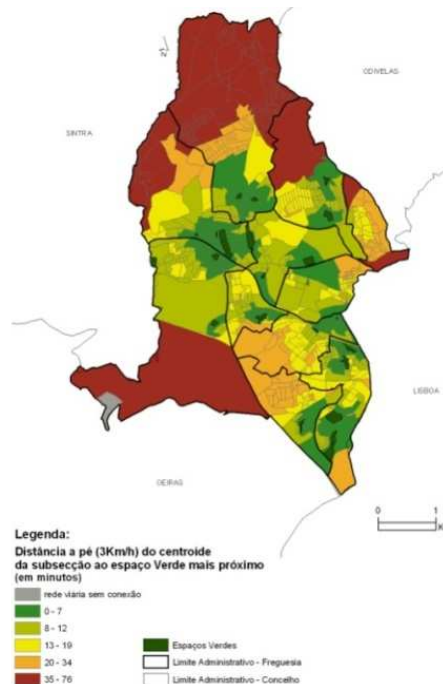 ODIVELAS
SINTRA
LISBOA
OEIRAS
0 1
Legenda:
Distância a pé (3Km/h) do centroide
da subsecção ao espaço Verde mais próximo
(em minutos)
rede viária sem conexão
0 - 7
8 - 12
13 - 19
20 - 34
35 - 76
Espaços Verdes
Limite Administrativo - Freguesia
Limite Administrativo - Concelho